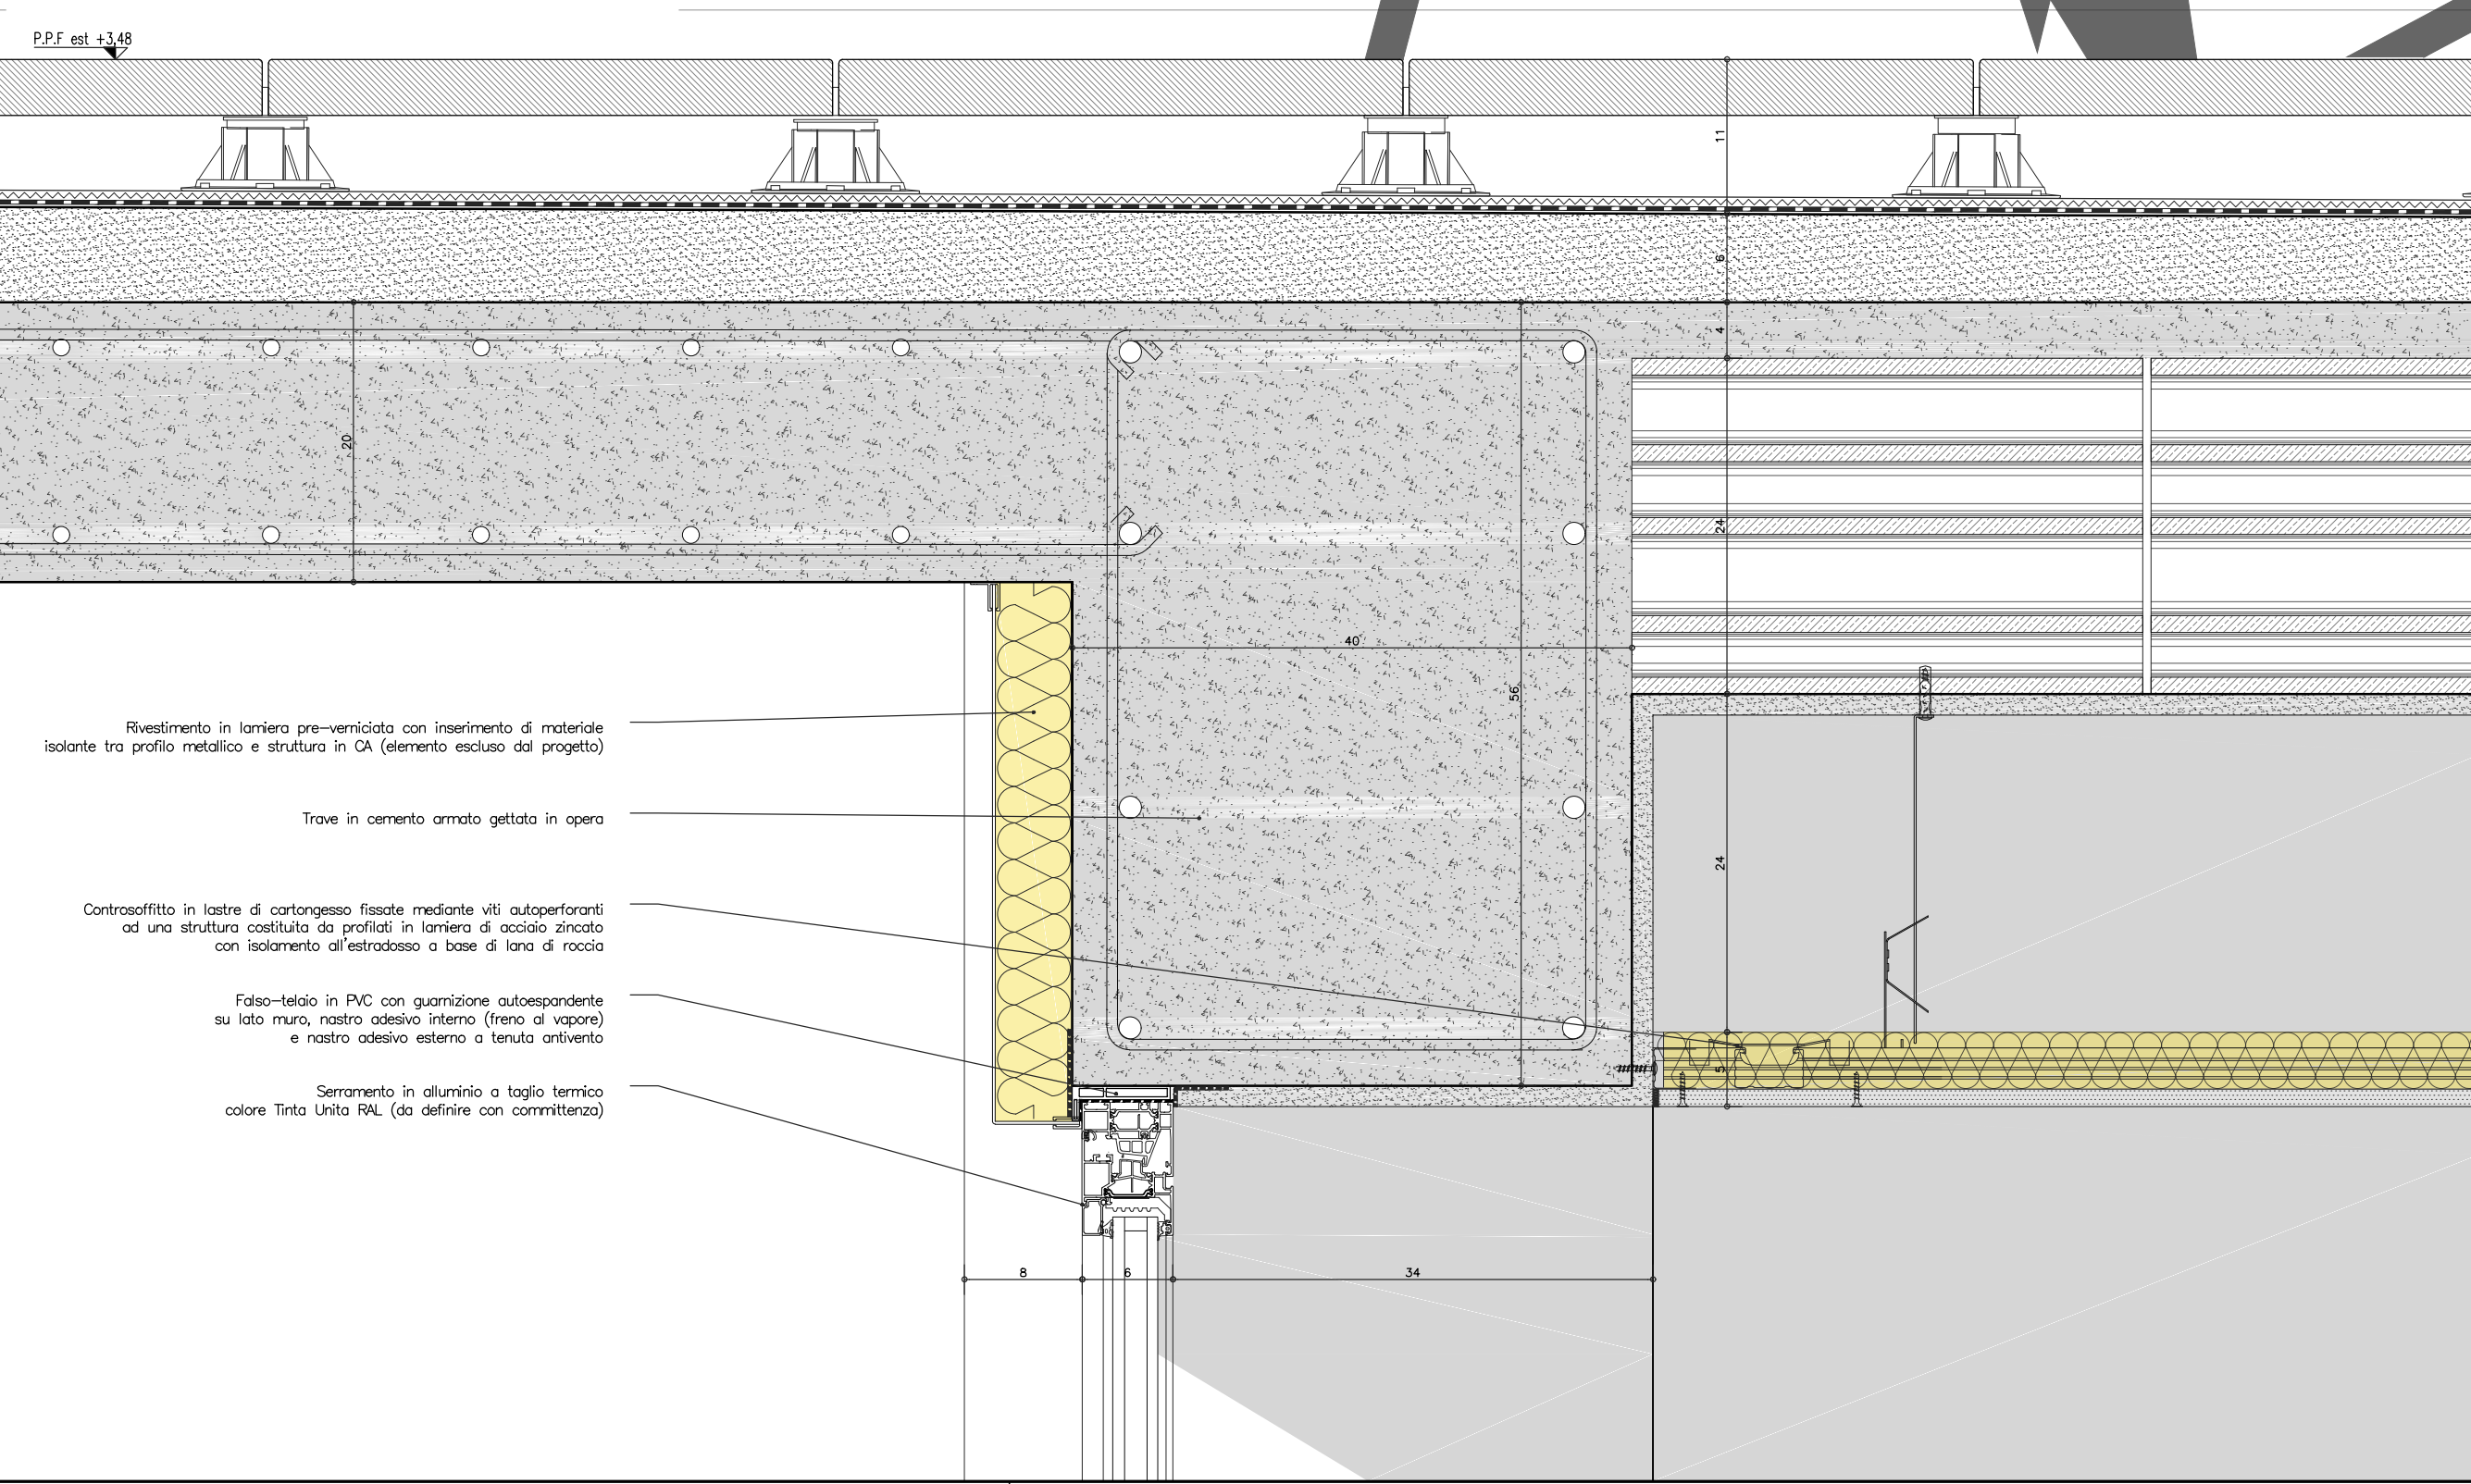 P.P.F est +3,48
11
6
4
20
24
40
56
Rivestimento in lamiera pre-verniciata con inserimento di materiale
isolante tra profilo metallico e struttura in CA (elemento escluso dal progetto)
Trave in cemento armato gettata in opera
24
Controsoffitto in lastre di cartongesso fissate mediante viti autoperforanti
ad una struttura costituita da profilati in lamiera di acciaio zincato
con isolamento all'estradosso a base di lana di roccia
Falso-telaio in PVC con guarnizione autoespandente
su lato muro, nastro adesivo interno (freno al vapore)
e nastro adesivo esterno a tenuta antivento
5
Serramento in alluminio a taglio termico
colore Tinta Unita RAL (da definire con committenza)
8 6 34